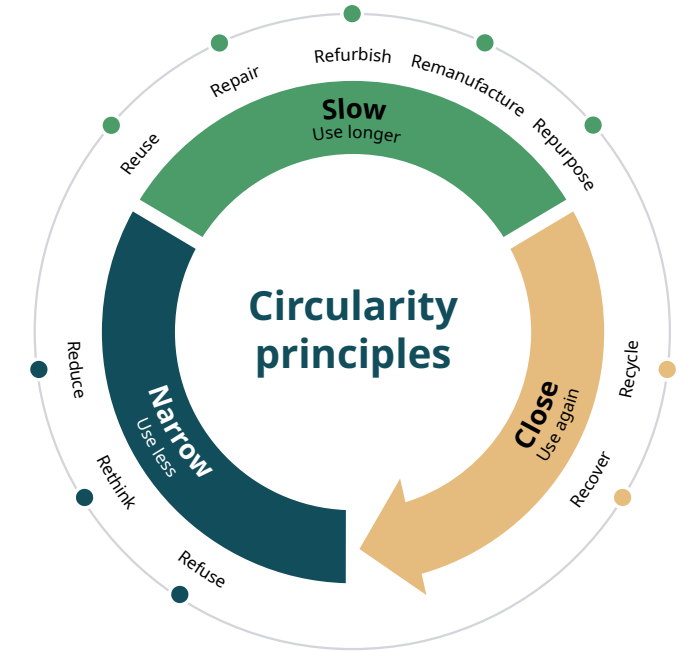 Circularity
principles
Narrow
Use less
Refuse
Rethink
Reduce
Slow
Use longer
Reuse
Repair
Refurbish
Remanufacture
Repurpose
Close
Use again
Recycle
Recover